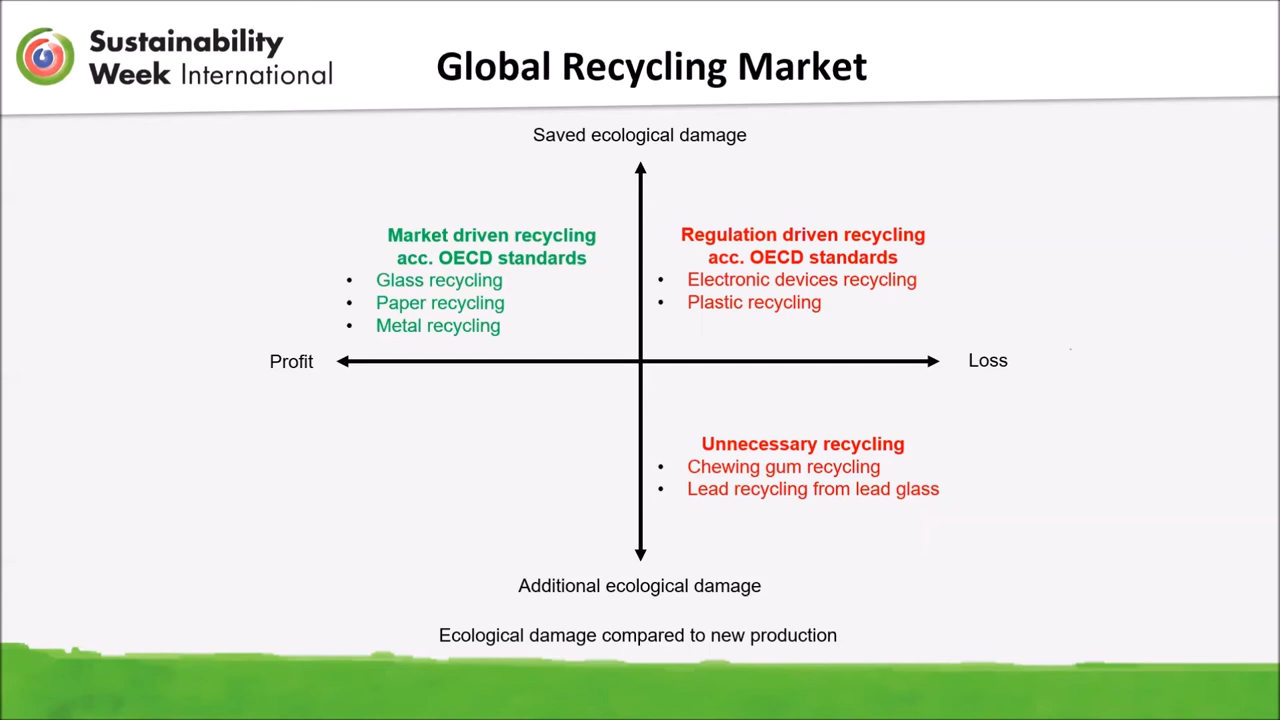 Sustainability
Week International
Global Recycling Market
Saved ecological damage
Market driven recycling
acc. OECD standards
• Glass recycling
• Paper recycling
• Metal recycling
Regulation driven recycling
acc. OECD standards
• Electronic devices recycling
• Plastic recycling
Profit
Loss
Unnecessary recycling
• Chewing gum recycling
• Lead recycling from lead glass
Additional ecological damage
Ecological damage compared to new production